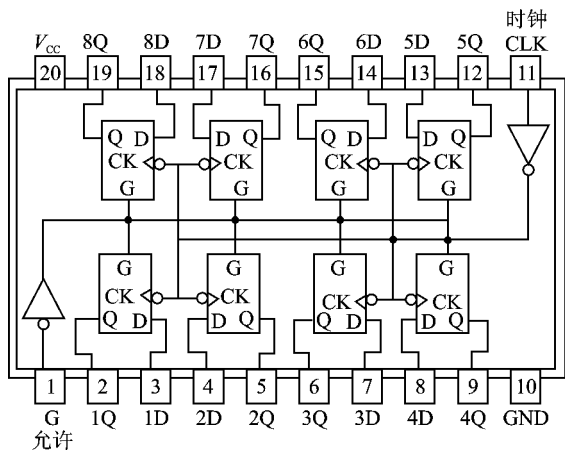 时钟
V_CC 8Q 8D 7D 7Q 6Q 6D 5D 5Q CLK
20 19 18 17 16 15 14 13 12 11
Q D D Q Q D D Q
CK CK CK CK
G G G G
G G G G
CK CK CK CK
Q D D Q Q D D Q
1 2 3 4 5 6 7 8 9 10
G 1Q 1D 2D 2Q 3Q 3D 4D 4Q GND
允许